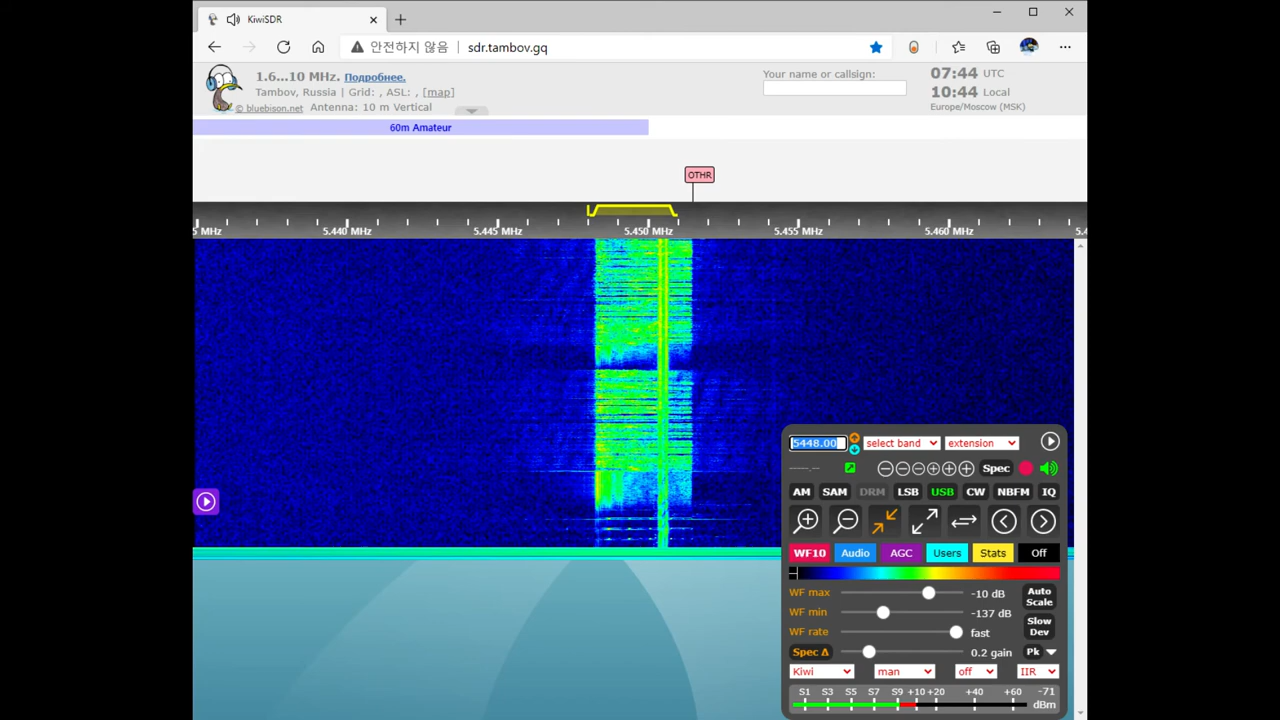 KiwiSDR
안전하지 않음 sdr.tambov.gq
1.6...10 MHz. Подробнее.
Tambov, Russia | Grid: , ASL: , [map]
© bluebison.net Antenna: 10 m Vertical
Your name or callsign:
07:44 UTC
10:44 Local
Europe/Moscow (MSK)
60m Amateur
OTHR
5 MHz 5.440 MHz 5.445 MHz 5.450 MHz 5.455 MHz 5.460 MHz 5.4
5448.00 select band extension
-----.-- Spec
AM SAM DRM LSB USB CW NBFM IQ
WF10 Audio AGC Users Stats Off
WF max -10 dB Auto Scale
WF min -137 dB
WF rate fast Slow Dev
Spec Δ 0.2 gain Pk
Kiwi man off IIR
S1 S3 S5 S7 S9 +10 +20 +40 +60 -71
dBm